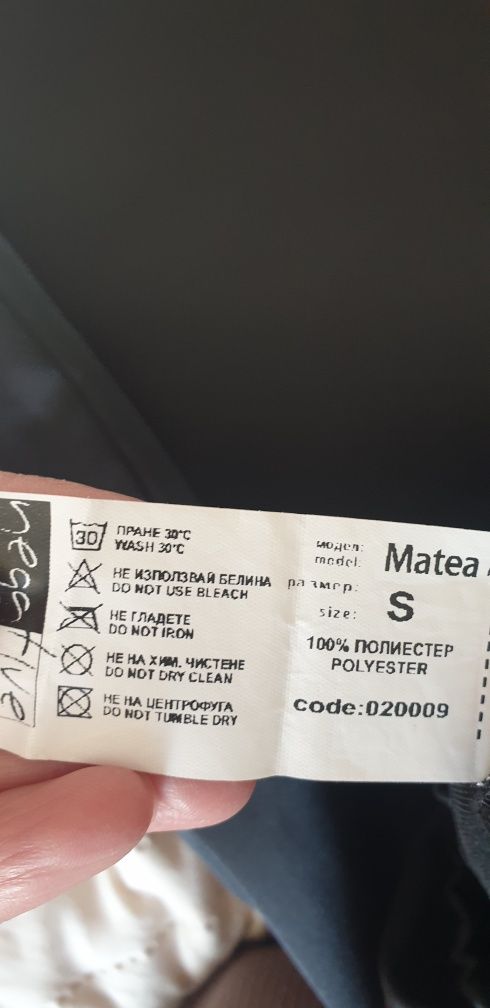 negative
30
ПРАНЕ 30°C
WASH 30°C
НЕ ИЗПОЛЗВАЙ БЕЛИНА
DO NOT USE BLEACH
НЕ ГЛАДЕТЕ
DO NOT IRON
НЕ НА ХИМ. ЧИСТЕНЕ
DO NOT DRY CLEAN
НЕ НА ЦЕНТРОФУГА
DO NOT TUMBLE DRY
модел:
model:
Matea
размер:
size:
S
100% ПОЛИЕСТЕР
POLYESTER
code:020009